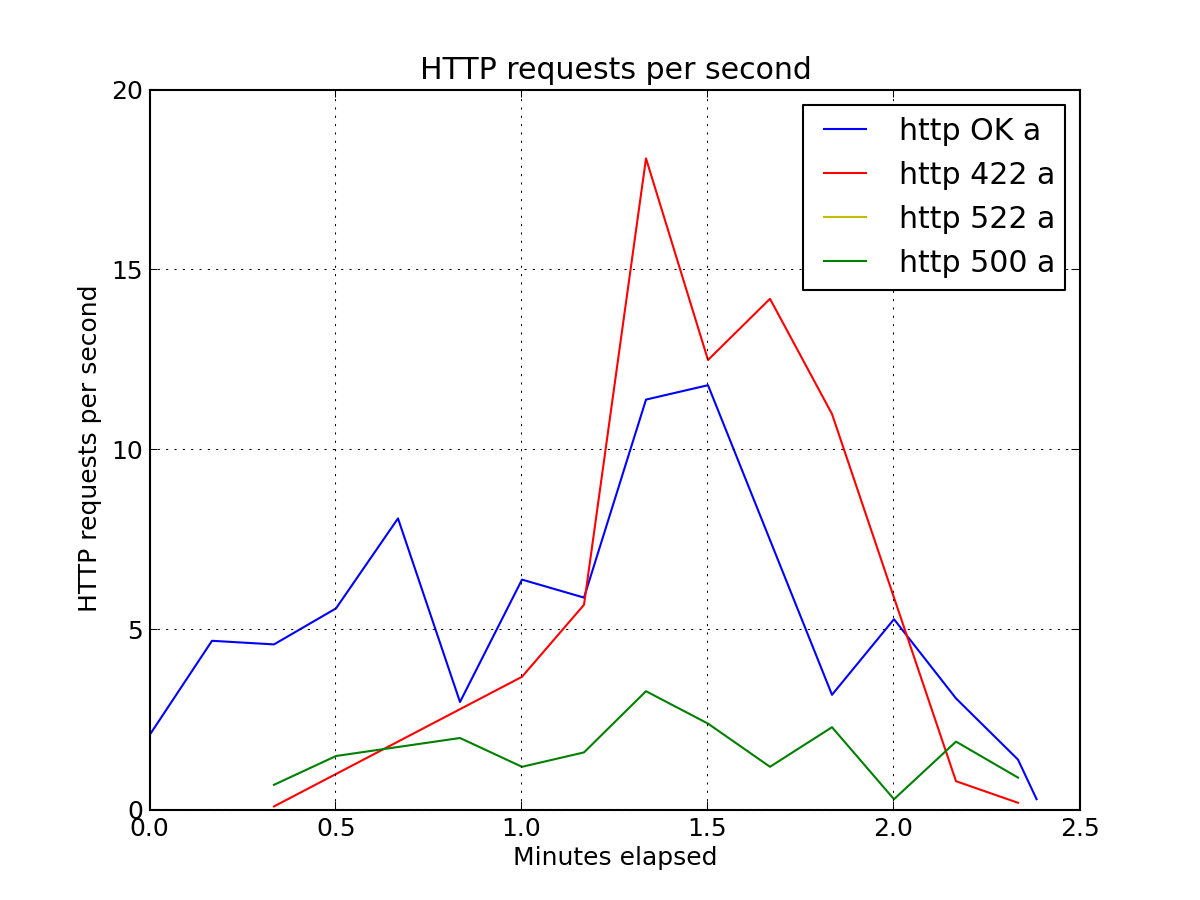 HTTP requests per second
20
15
10
5
0
HTTP requests per second
http OK a
http 422 a
http 522 a
http 500 a
0.0 0.5 1.0 1.5 2.0 2.5
Minutes elapsed